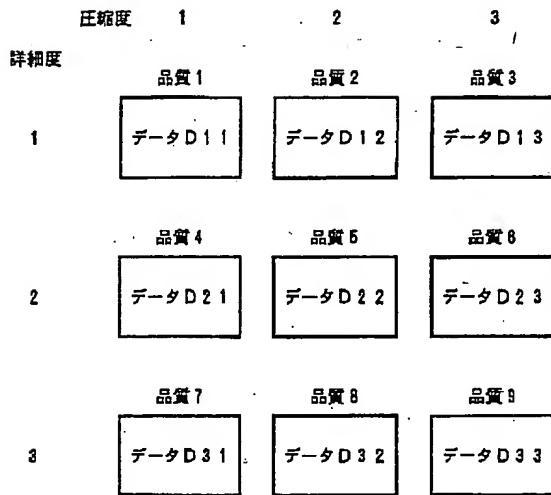 圧縮度 1 2 3
詳細度
品質1 品質2 品質3
1 データD11 データD12 データD13
品質4 品質5 品質6
2 データD21 データD22 データD23
品質7 品質8 品質9
3 データD31 データD32 データD33